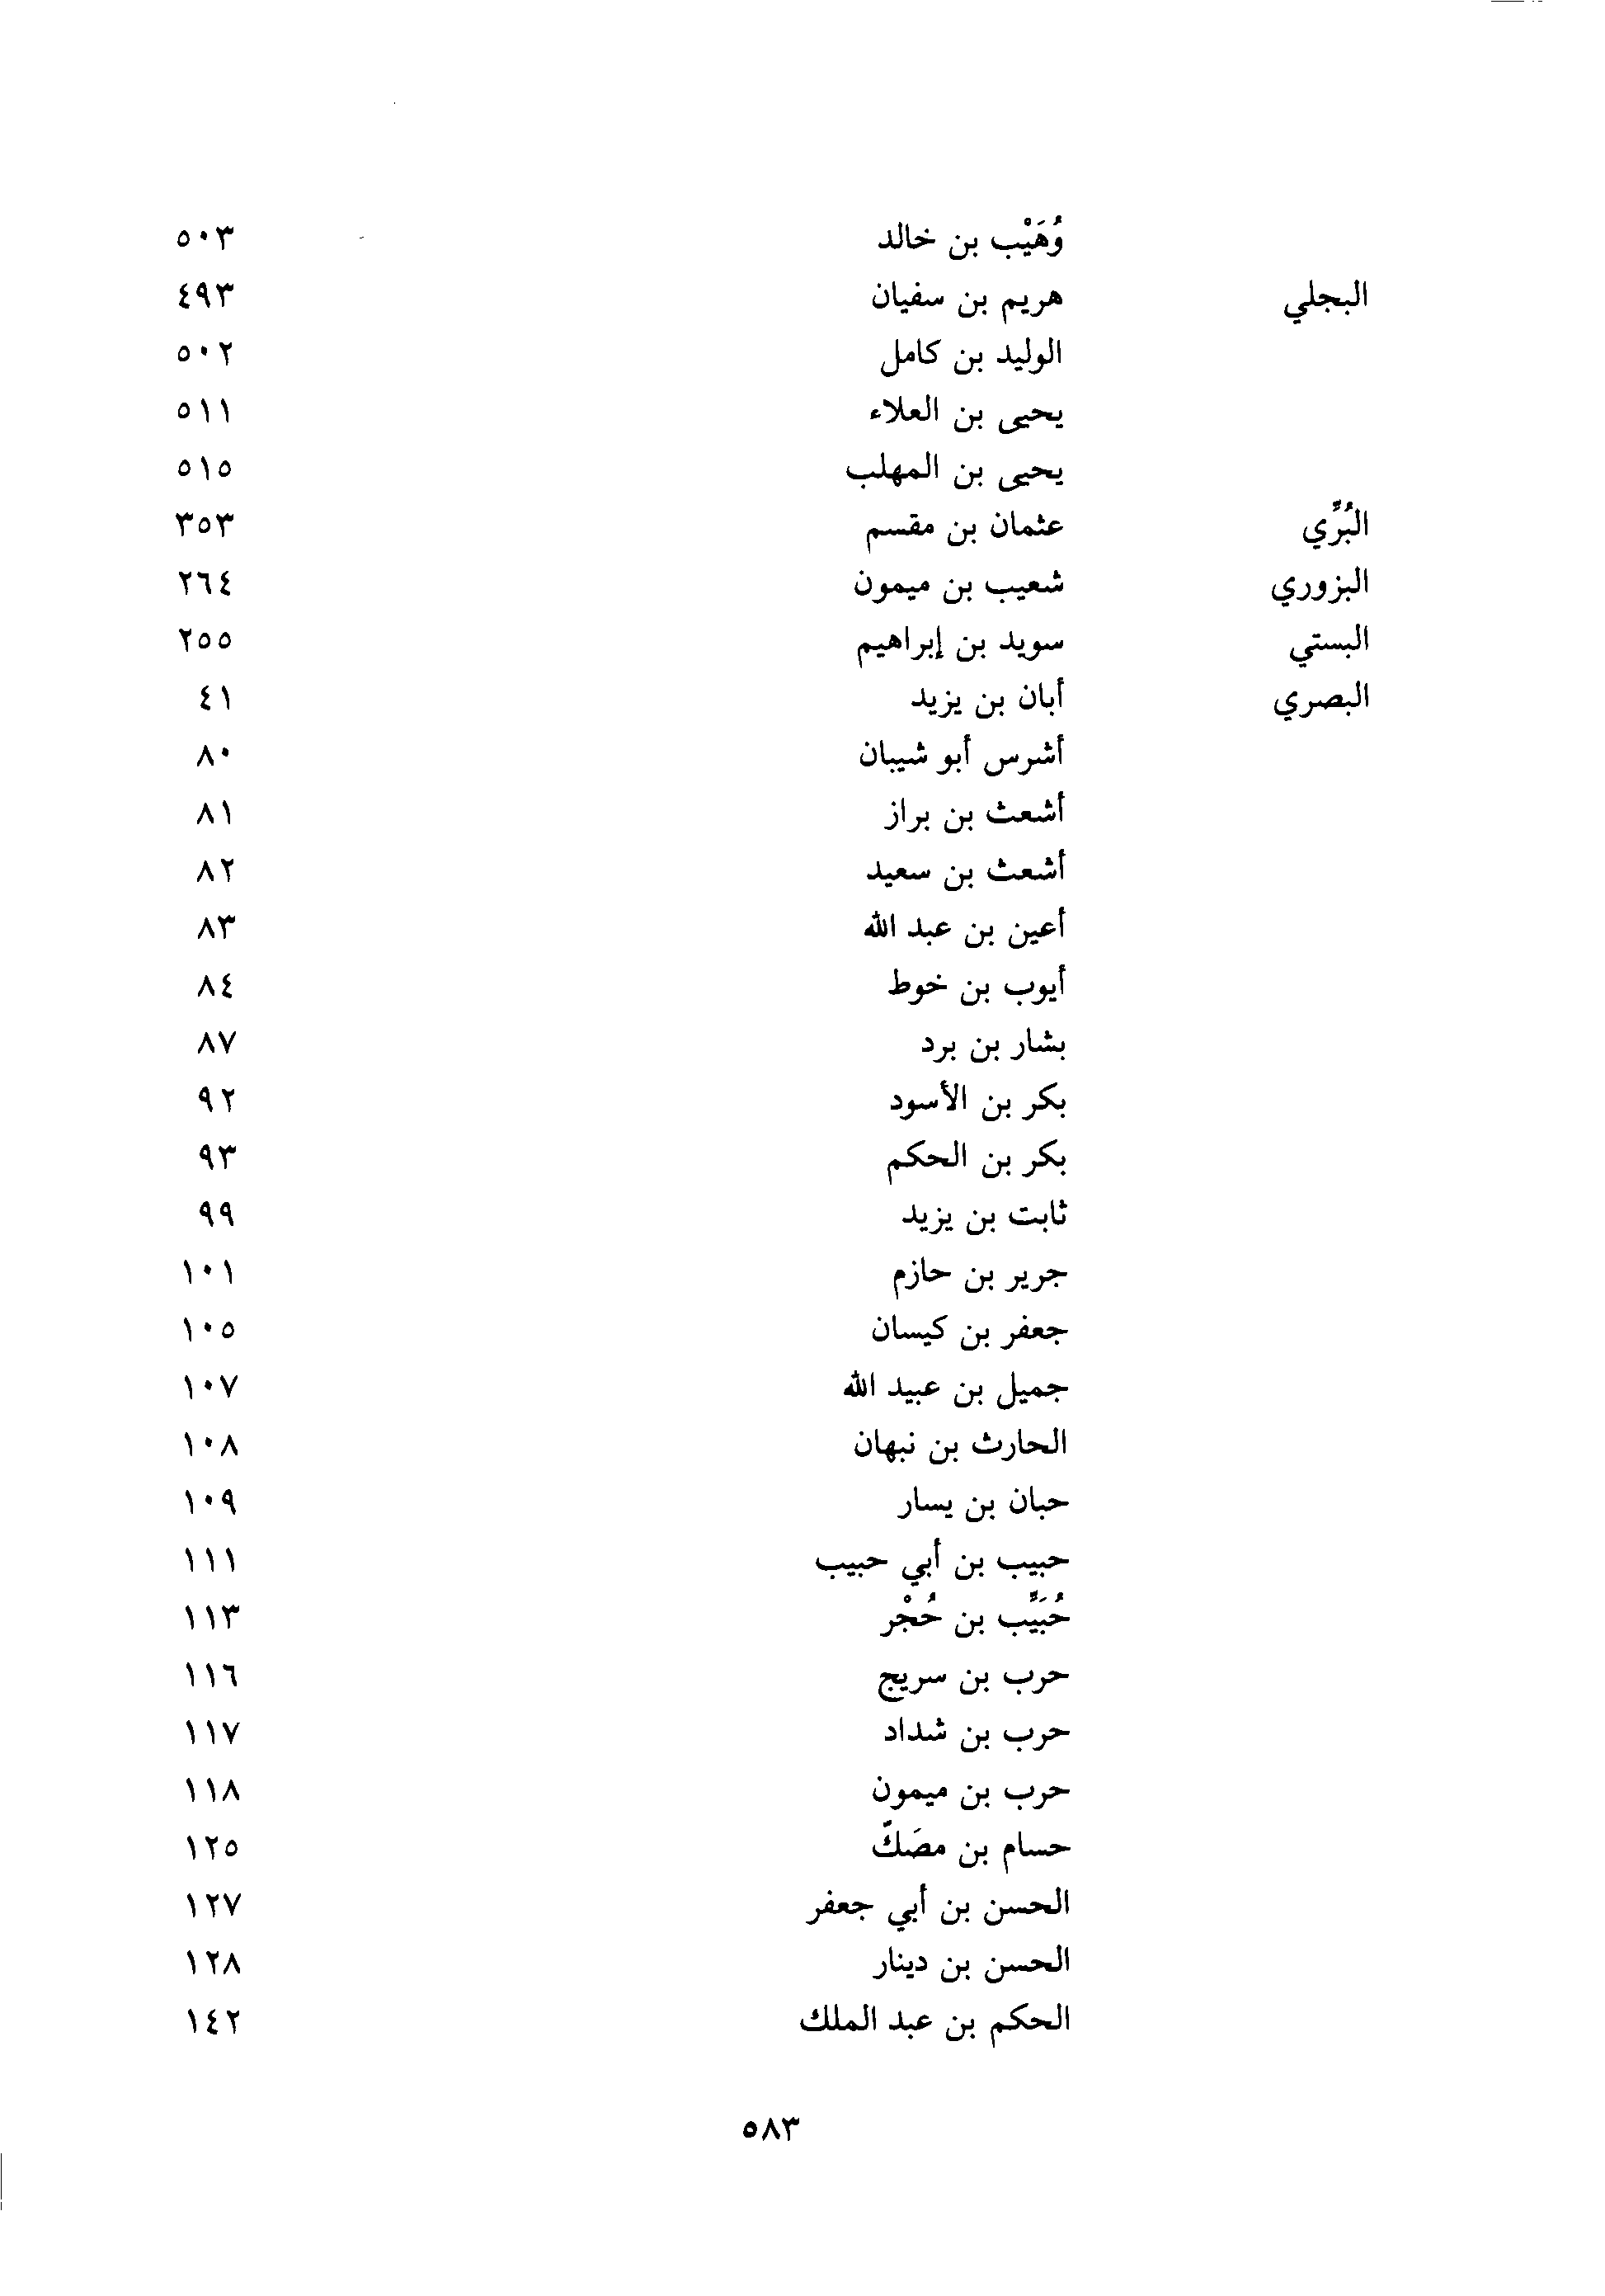 وُهَيْب بن خالد ٥٠٣
البجلي هريم بن سفيان ٤٩٣
الوليد بن كامل ٥٠٢
يحيى بن العلاء ٥١١
يحيى بن المهلب ٥١٥
البُرِّي عثمان بن مقسم ٣٥٣
البزوري شعيب بن ميمون ٢٦٤
البستي سويد بن إبراهيم ٢٥٥
البصري أبان بن يزيد ٤١
أشرس أبو شيبان ٨٠
أشعث بن براز ٨١
أشعث بن سعيد ٨٢
أعين بن عبد الله ٨٣
أيوب بن خوط ٨٤
بشار بن برد ٨٧
بكر بن الأسود ٩٢
بكر بن الحكم ٩٣
ثابت بن يزيد ٩٩
جرير بن حازم ١٠١
جعفر بن كيسان ١٠٥
جميل بن عبيد الله ١٠٧
الحارث بن نبهان ١٠٨
حبان بن يسار ١٠٩
حبيب بن أبي حبيب ١١١
حُبَيِّب بن حُجْر ١١٣
حرب بن سريج ١١٦
حرب بن شداد ١١٧
حرب بن ميمون ١١٨
حسام بن مصَكّ ١٢٥
الحسن بن أبي جعفر ١٢٧
الحسن بن دينار ١٢٨
الحكم بن عبد الملك ١٤٢
٥٨٣